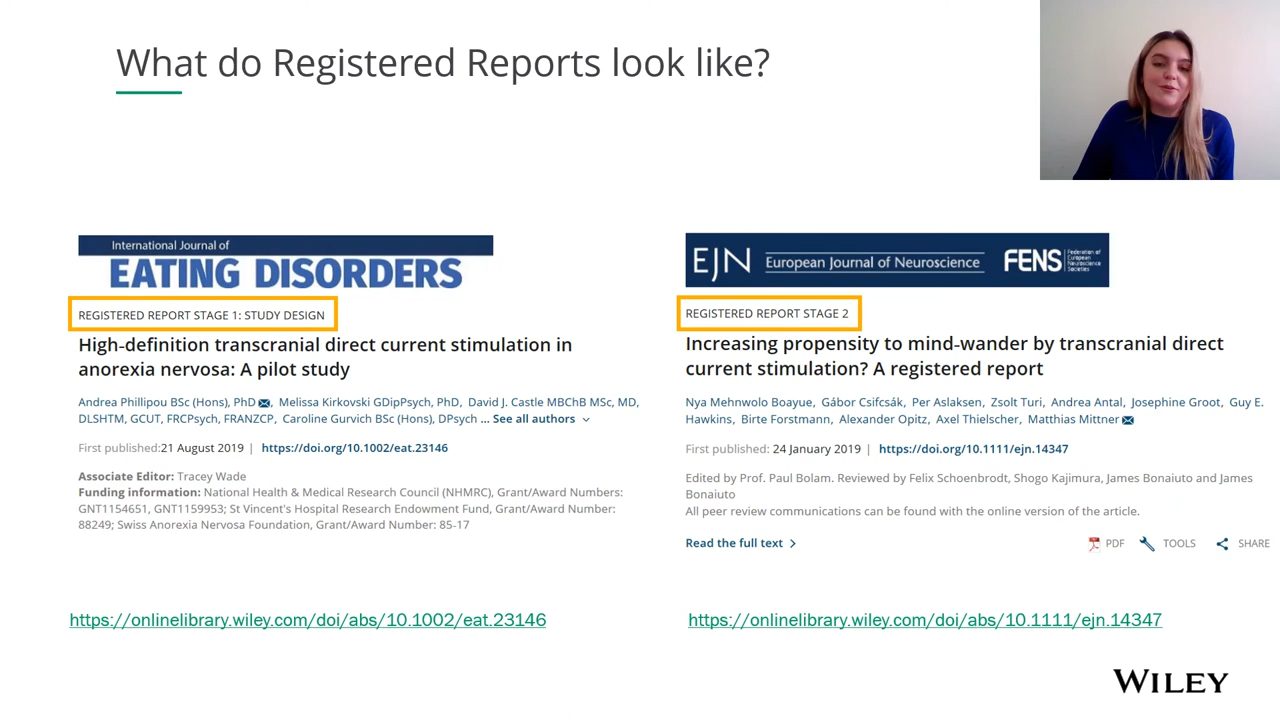 What do Registered Reports look like?
International Journal of
EATING DISORDERS
REGISTERED REPORT STAGE 1: STUDY DESIGN
High-definition transcranial direct current stimulation in
anorexia nervosa: A pilot study
Andrea Phillipou BSc (Hons), PhD, Melissa Kirkovski GDipPsych, PhD, David J. Castle MBChB MSc, MD,
DLSHTM, GCUT, FRCPsych, FRANZCP, Caroline Gurvich BSc (Hons), DPsych ... See all authors
First published:21 August 2019 | https://doi.org/10.1002/eat.23146
Associate Editor: Tracey Wade
Funding information: National Health & Medical Research Council (NHMRC), Grant/Award Numbers:
GNT1154651, GNT1159953; St Vincent's Hospital Research Endowment Fund, Grant/Award Number:
88249; Swiss Anorexia Nervosa Foundation, Grant/Award Number: 85-17
https://onlinelibrary.wiley.com/doi/abs/10.1002/eat.23146
EJN European Journal of Neuroscience FENS Federation of
European
Neuroscience
Societies
REGISTERED REPORT STAGE 2
Increasing propensity to mind-wander by transcranial direct
current stimulation? A registered report
Nya Mehnwolo Boayue, Gábor Csifcsák, Per Aslaksen, Zsolt Turi, Andrea Antal, Josephine Groot, Guy E.
Hawkins, Birte Forstmann, Alexander Opitz, Axel Thielscher, Matthias Mittner
First published: 24 January 2019 | https://doi.org/10.1111/ejn.14347
Edited by Prof. Paul Bolam. Reviewed by Felix Schoenbrodt, Shogo Kajimura, James Bonaiuto and James
Bonaiuto
All peer review communications can be found with the online version of the article.
Read the full text
PDF TOOLS SHARE
https://onlinelibrary.wiley.com/doi/abs/10.1111/ejn.14347
WILEY